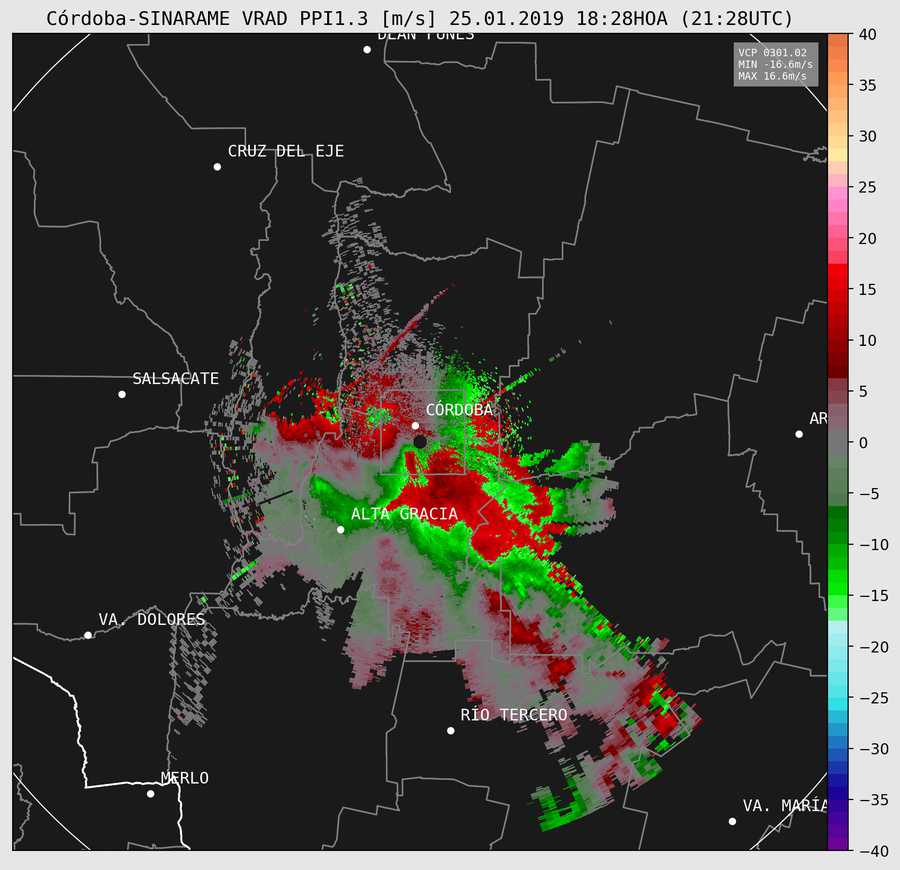 Córdoba-SINARAME VRAD PPI1.3 [m/s] 25.01.2019 18:28HOA (21:28UTC)
DEAN FUNES
VCP 0301.02
MIN -16.6m/s
MAX 16.6m/s
CRUZ DEL EJE
SALSACATE
CÓRDOBA
AR
ALTA GRACIA
VA. DOLORES
RÍO TERCERO
MERLO
VA. MARÍA
40
35
30
25
20
15
10
5
0
−5
−10
−15
−20
−25
−30
−35
−40